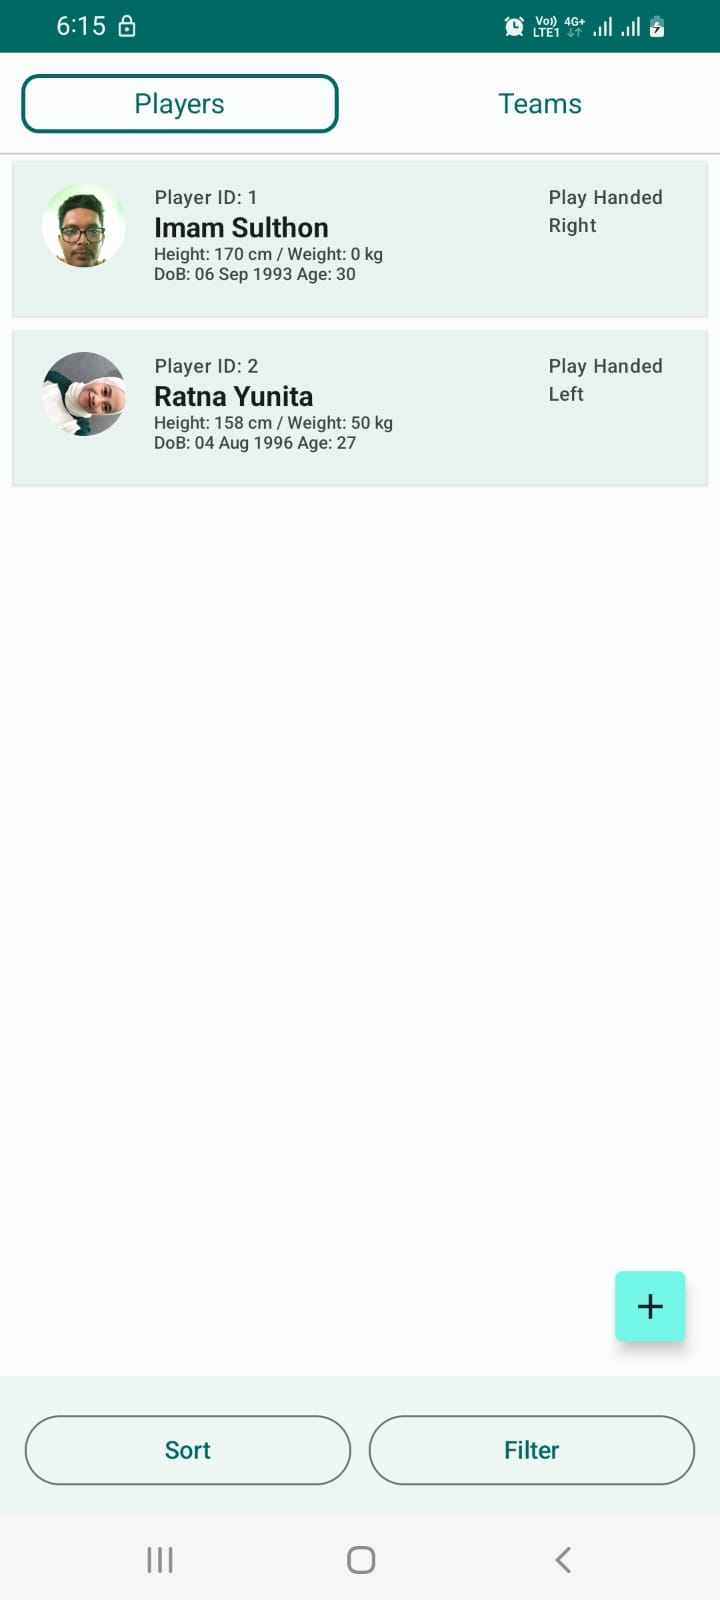 6:15
Vo)) 4G+
LTE1
Players Teams
Player ID: 1
Imam Sulthon
Height: 170 cm / Weight: 0 kg
DoB: 06 Sep 1993 Age: 30
Play Handed
Right
Player ID: 2
Ratna Yunita
Height: 158 cm / Weight: 50 kg
DoB: 04 Aug 1996 Age: 27
Play Handed
Left
+
Sort Filter